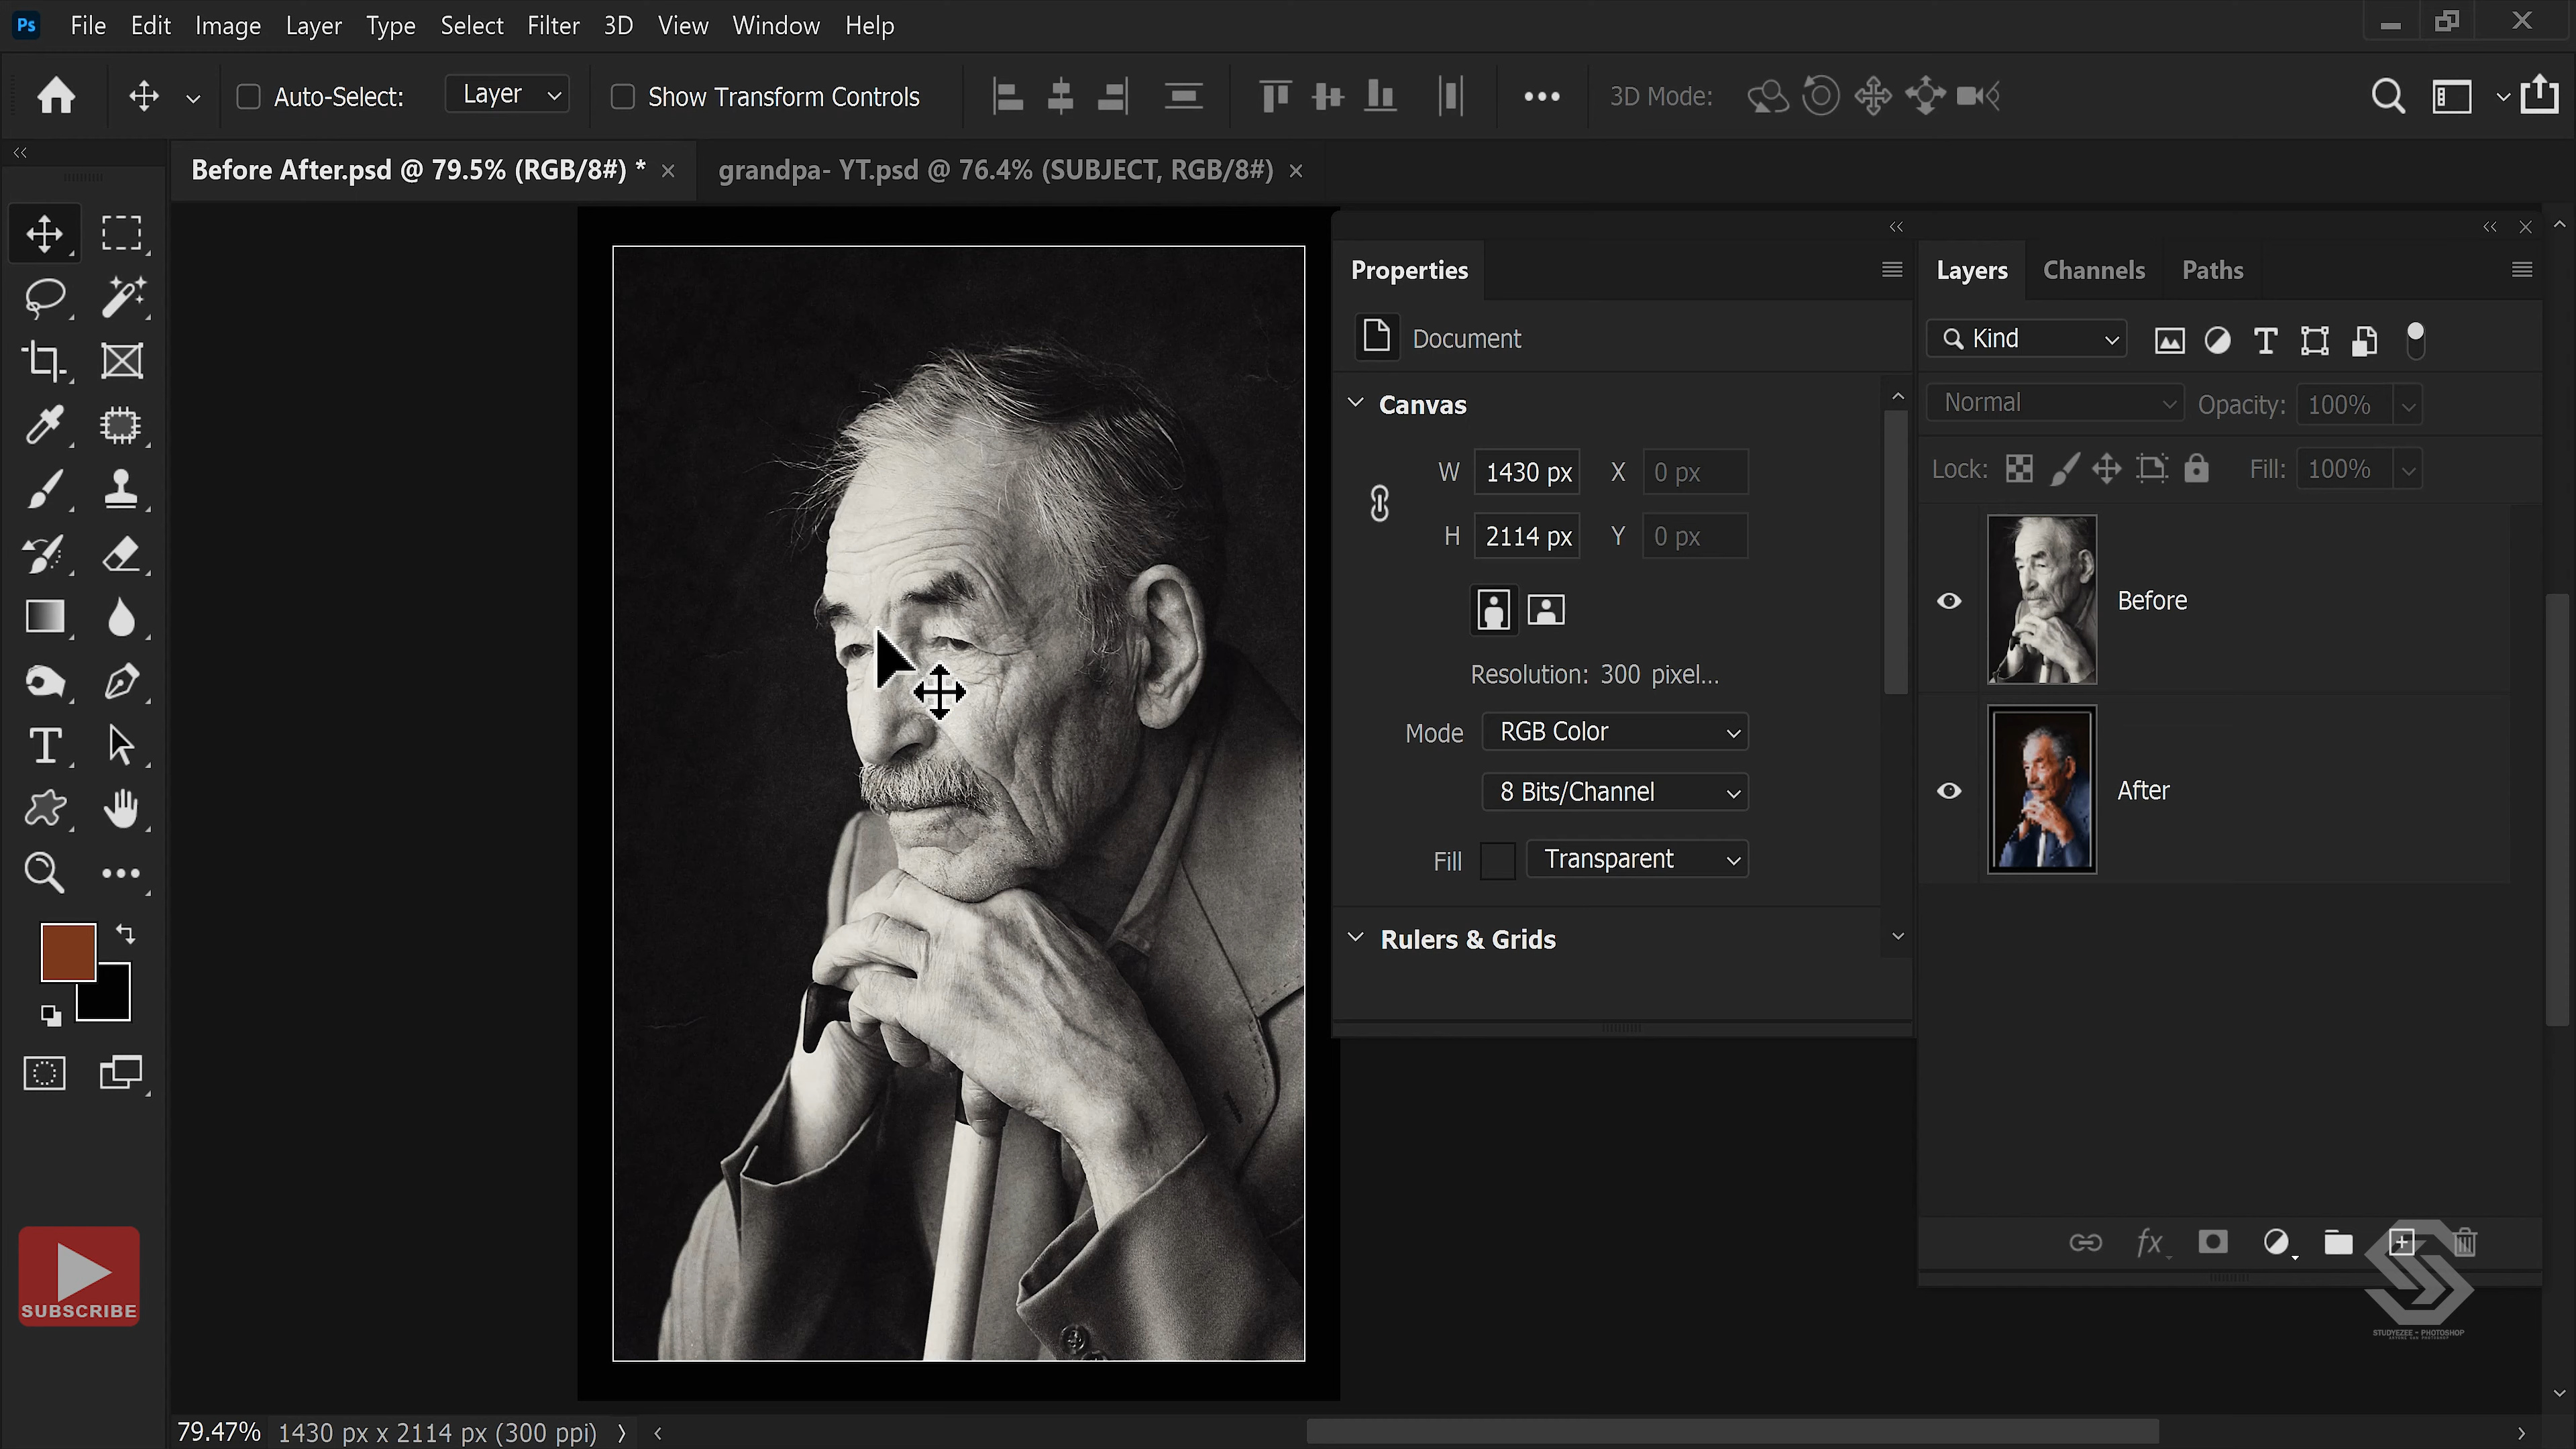 Ps File Edit Image Layer Type Select Filter 3D View Window Help
Auto-Select: Layer Show Transform Controls 3D Mode:
Before After.psd @ 79.5% (RGB/8#) * × grandpa- YT.psd @ 76.4% (SUBJECT, RGB/8#) ×
Properties
Document
Canvas
W 1430 px X 0 px
H 2114 px Y 0 px
Resolution: 300 pixel...
Mode RGB Color
8 Bits/Channel
Fill Transparent
Rulers & Grids
Layers Channels Paths
Kind
Normal Opacity: 100%
Lock: Fill: 100%
Before
After
fx
SUBSCRIBE
STUDYEZEE - PHOTOSHOP
79.47% 1430 px x 2114 px (300 ppi)